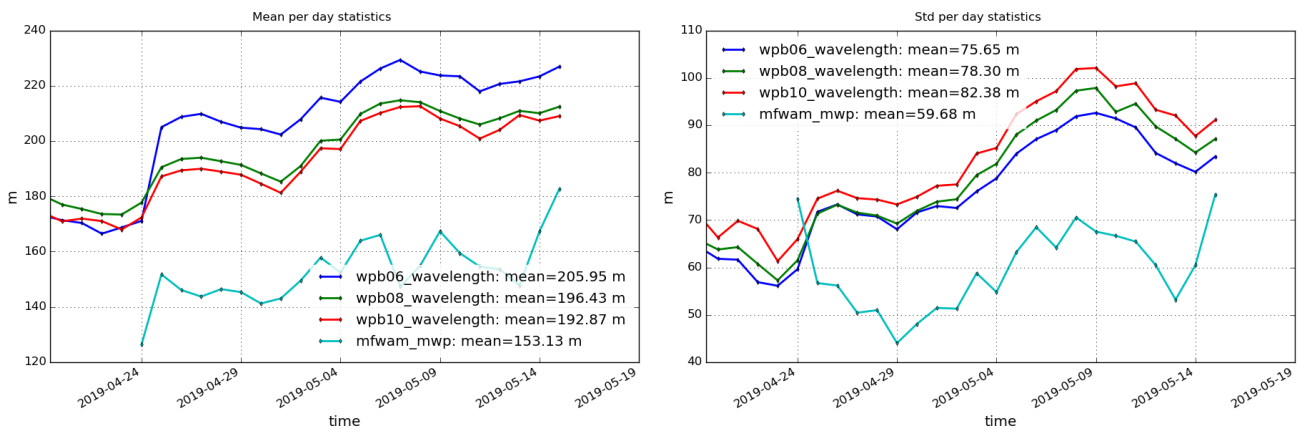 Mean per day statistics
240
220
200
180
160
140
120
m
wpb06_wavelength: mean=205.95 m
wpb08_wavelength: mean=196.43 m
wpb10_wavelength: mean=192.87 m
mfwam_mwp: mean=153.13 m
2019-04-24
2019-04-29
2019-05-04
2019-05-09
2019-05-14
2019-05-19
time
Std per day statistics
110
100
90
80
70
60
50
40
m
wpb06_wavelength: mean=75.65 m
wpb08_wavelength: mean=78.30 m
wpb10_wavelength: mean=82.38 m
mfwam_mwp: mean=59.68 m
2019-04-24
2019-04-29
2019-05-04
2019-05-09
2019-05-14
2019-05-19
time